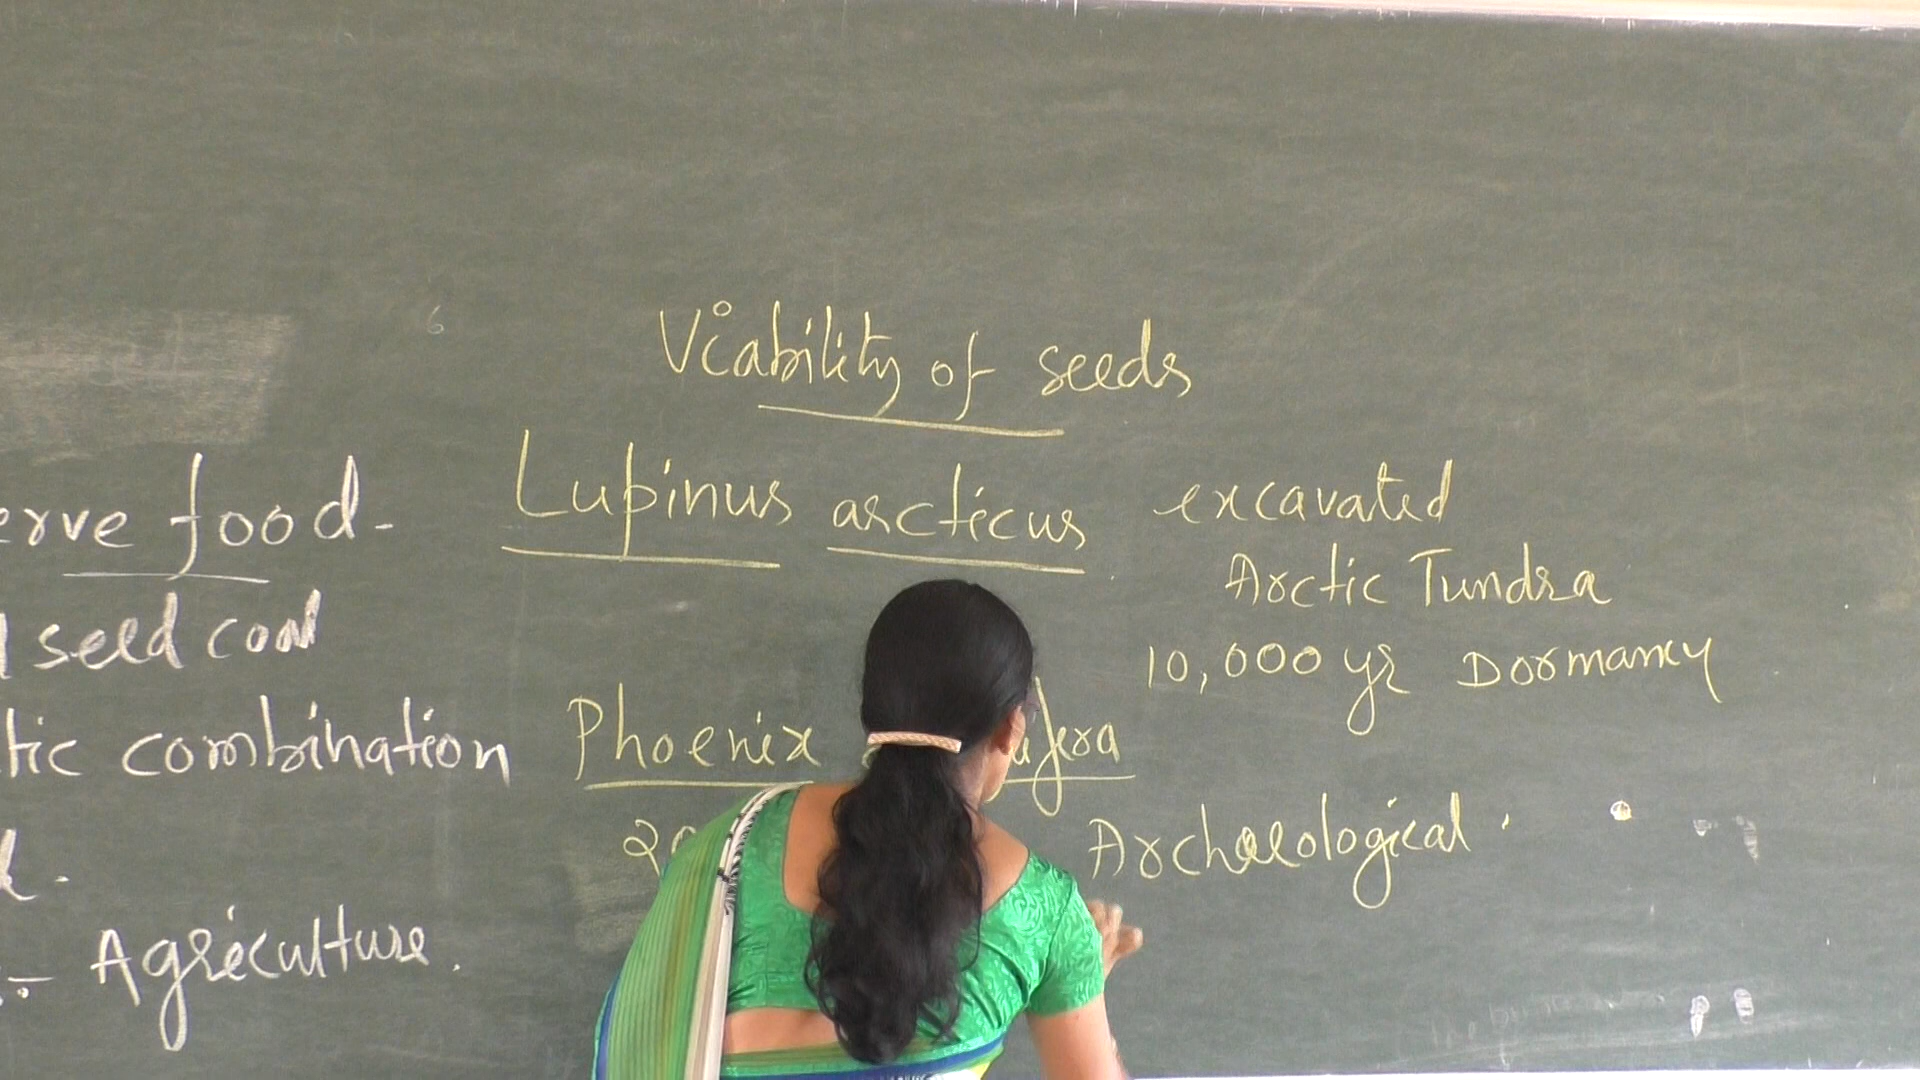 Viability of seeds
Lupinus arcticus excavated
Arctic Tundra
10,000 yr Dormancy
Phoenix
Archaeological.
erve food-
seed coat
tic combination
Agriculture.